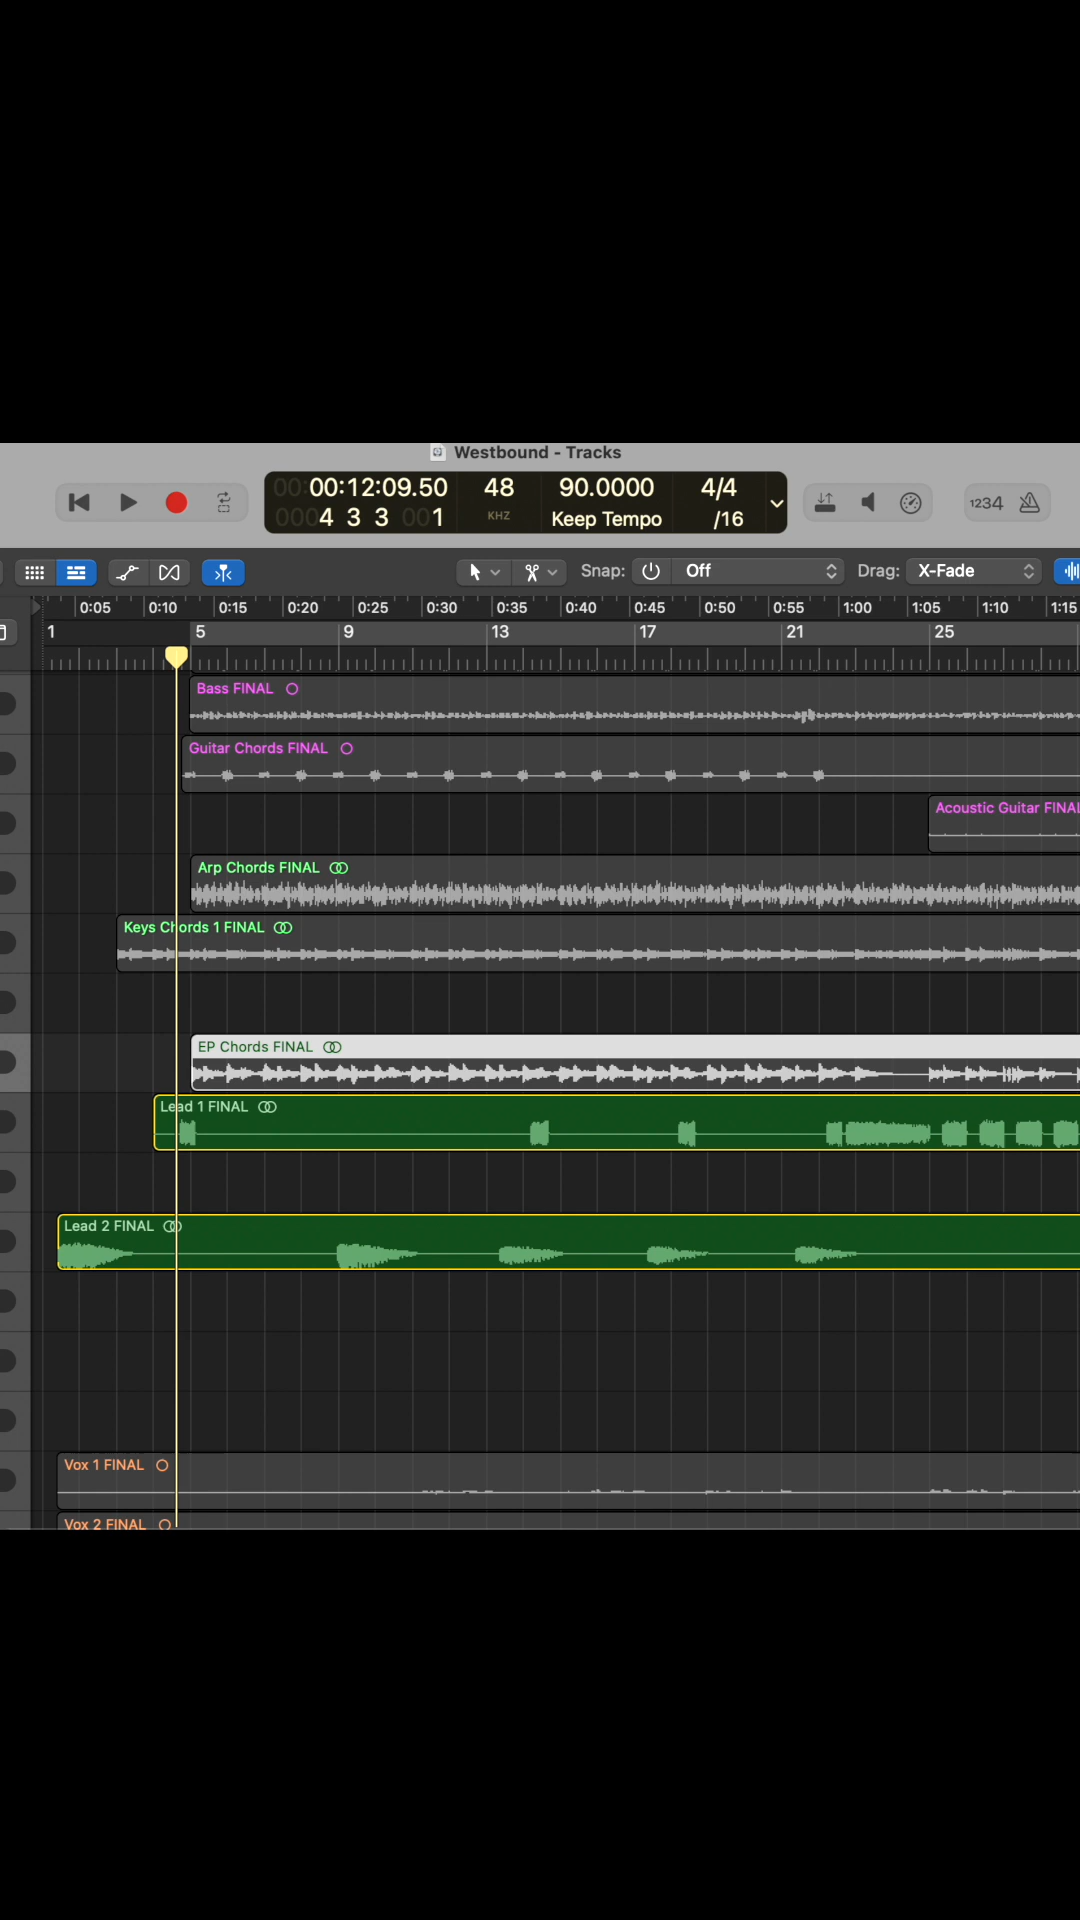 Westbound - Tracks
00:00:12:09.50 48 90.0000 4/4
0004 3 3 001 KHZ Keep Tempo /16
1234
Snap: Off Drag: X-Fade
0:05 0:10 0:15 0:20 0:25 0:30 0:35 0:40 0:45 0:50 0:55 1:00 1:05 1:10 1:15
1 5 9 13 17 21 25
Bass FINAL
Guitar Chords FINAL
Acoustic Guitar FINAL
Arp Chords FINAL
Keys Chords 1 FINAL
EP Chords FINAL
Lead 1 FINAL
Lead 2 FINAL
Vox 1 FINAL
Vox 2 FINAL